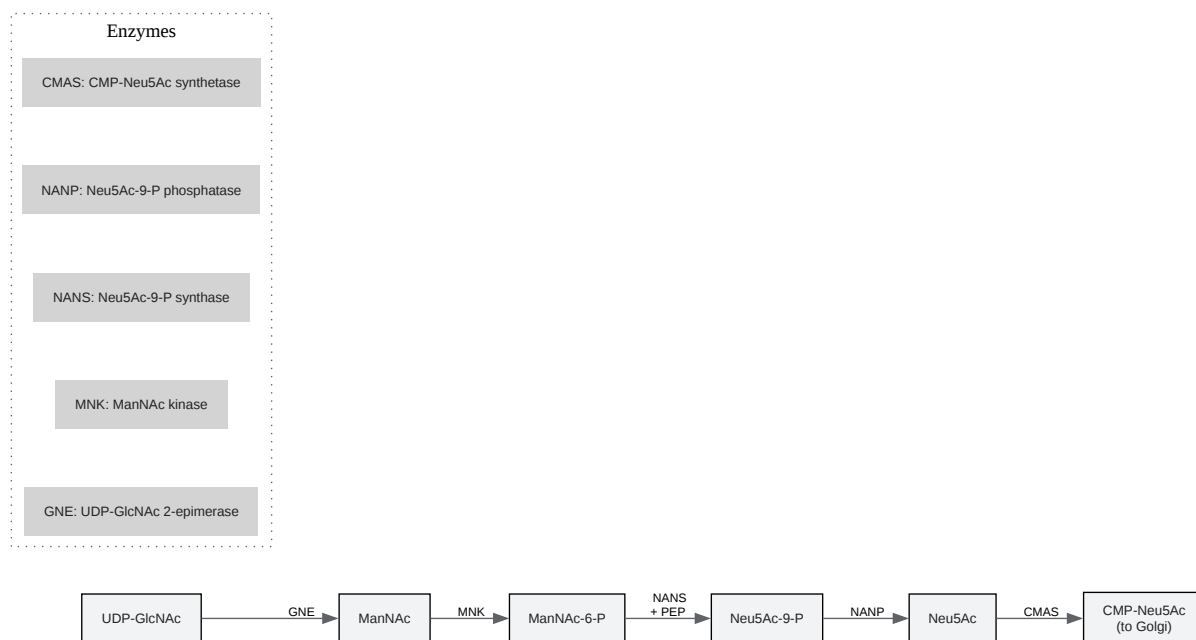 Enzymes
CMAS: CMP-Neu5Ac synthetase
NANP: Neu5Ac-9-P phosphatase
NANS: Neu5Ac-9-P synthase
MNK: ManNAc kinase
GNE: UDP-GlcNAc 2-epimerase
UDP-GlcNAc
GNE
ManNAc
MNK
ManNAc-6-P
NANS
+ PEP
Neu5Ac-9-P
NANP
Neu5Ac
CMAS
CMP-Neu5Ac
(to Golgi)